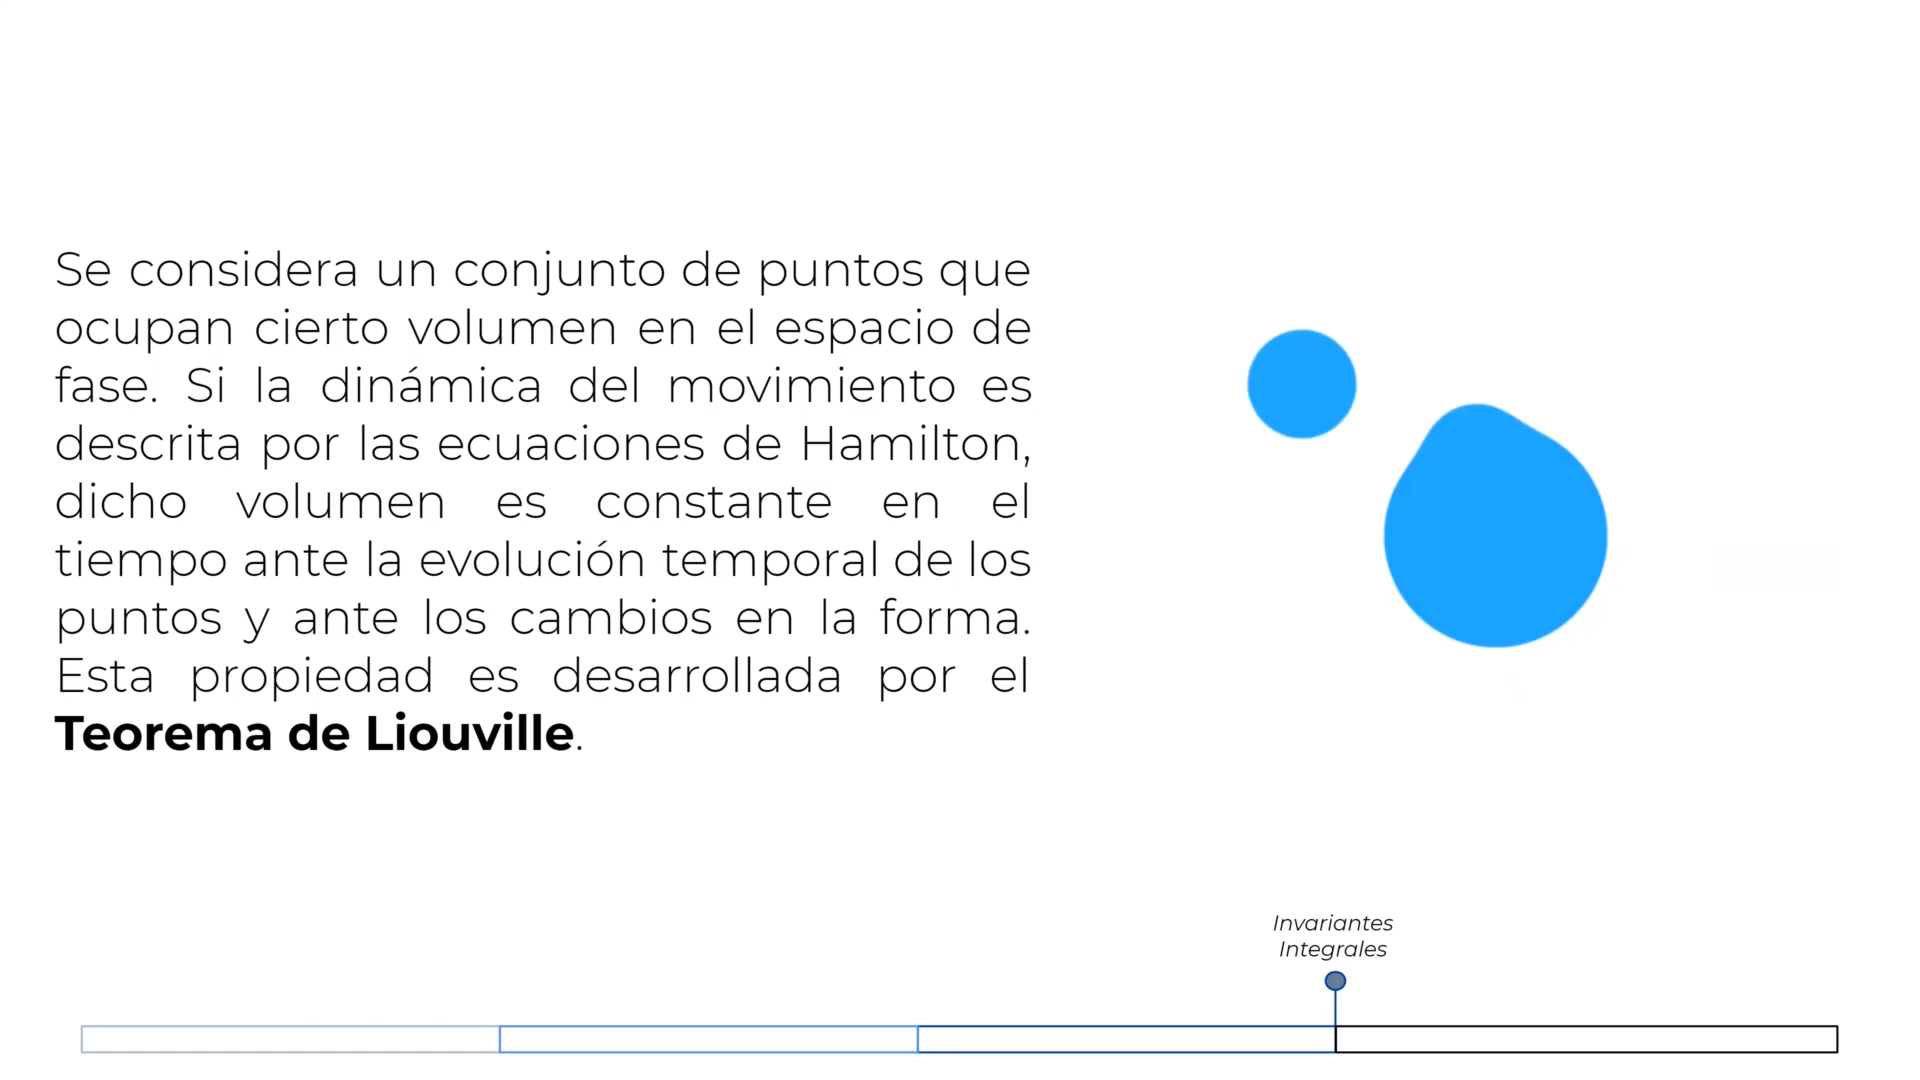 Se considera un conjunto de puntos que
ocupan cierto volumen en el espacio de
fase. Si la dinámica del movimiento es
descrita por las ecuaciones de Hamilton,
dicho volumen es constante en el
tiempo ante la evolución temporal de los
puntos y ante los cambios en la forma.
Esta propiedad es desarrollada por el
Teorema de Liouville.
Invariantes
Integrales